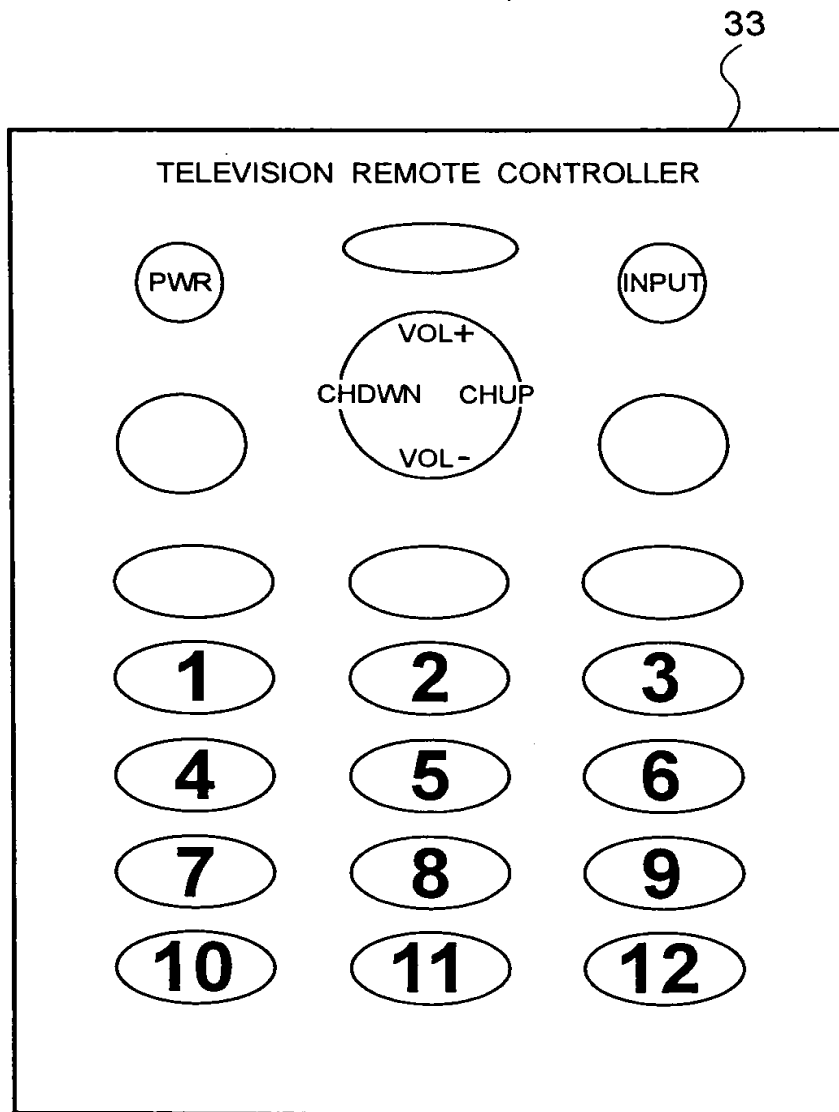 33
TELEVISION REMOTE CONTROLLER
PWR
INPUT
VOL+
CHDWN CHUP
VOL-
1 2 3
4 5 6
7 8 9
10 11 12